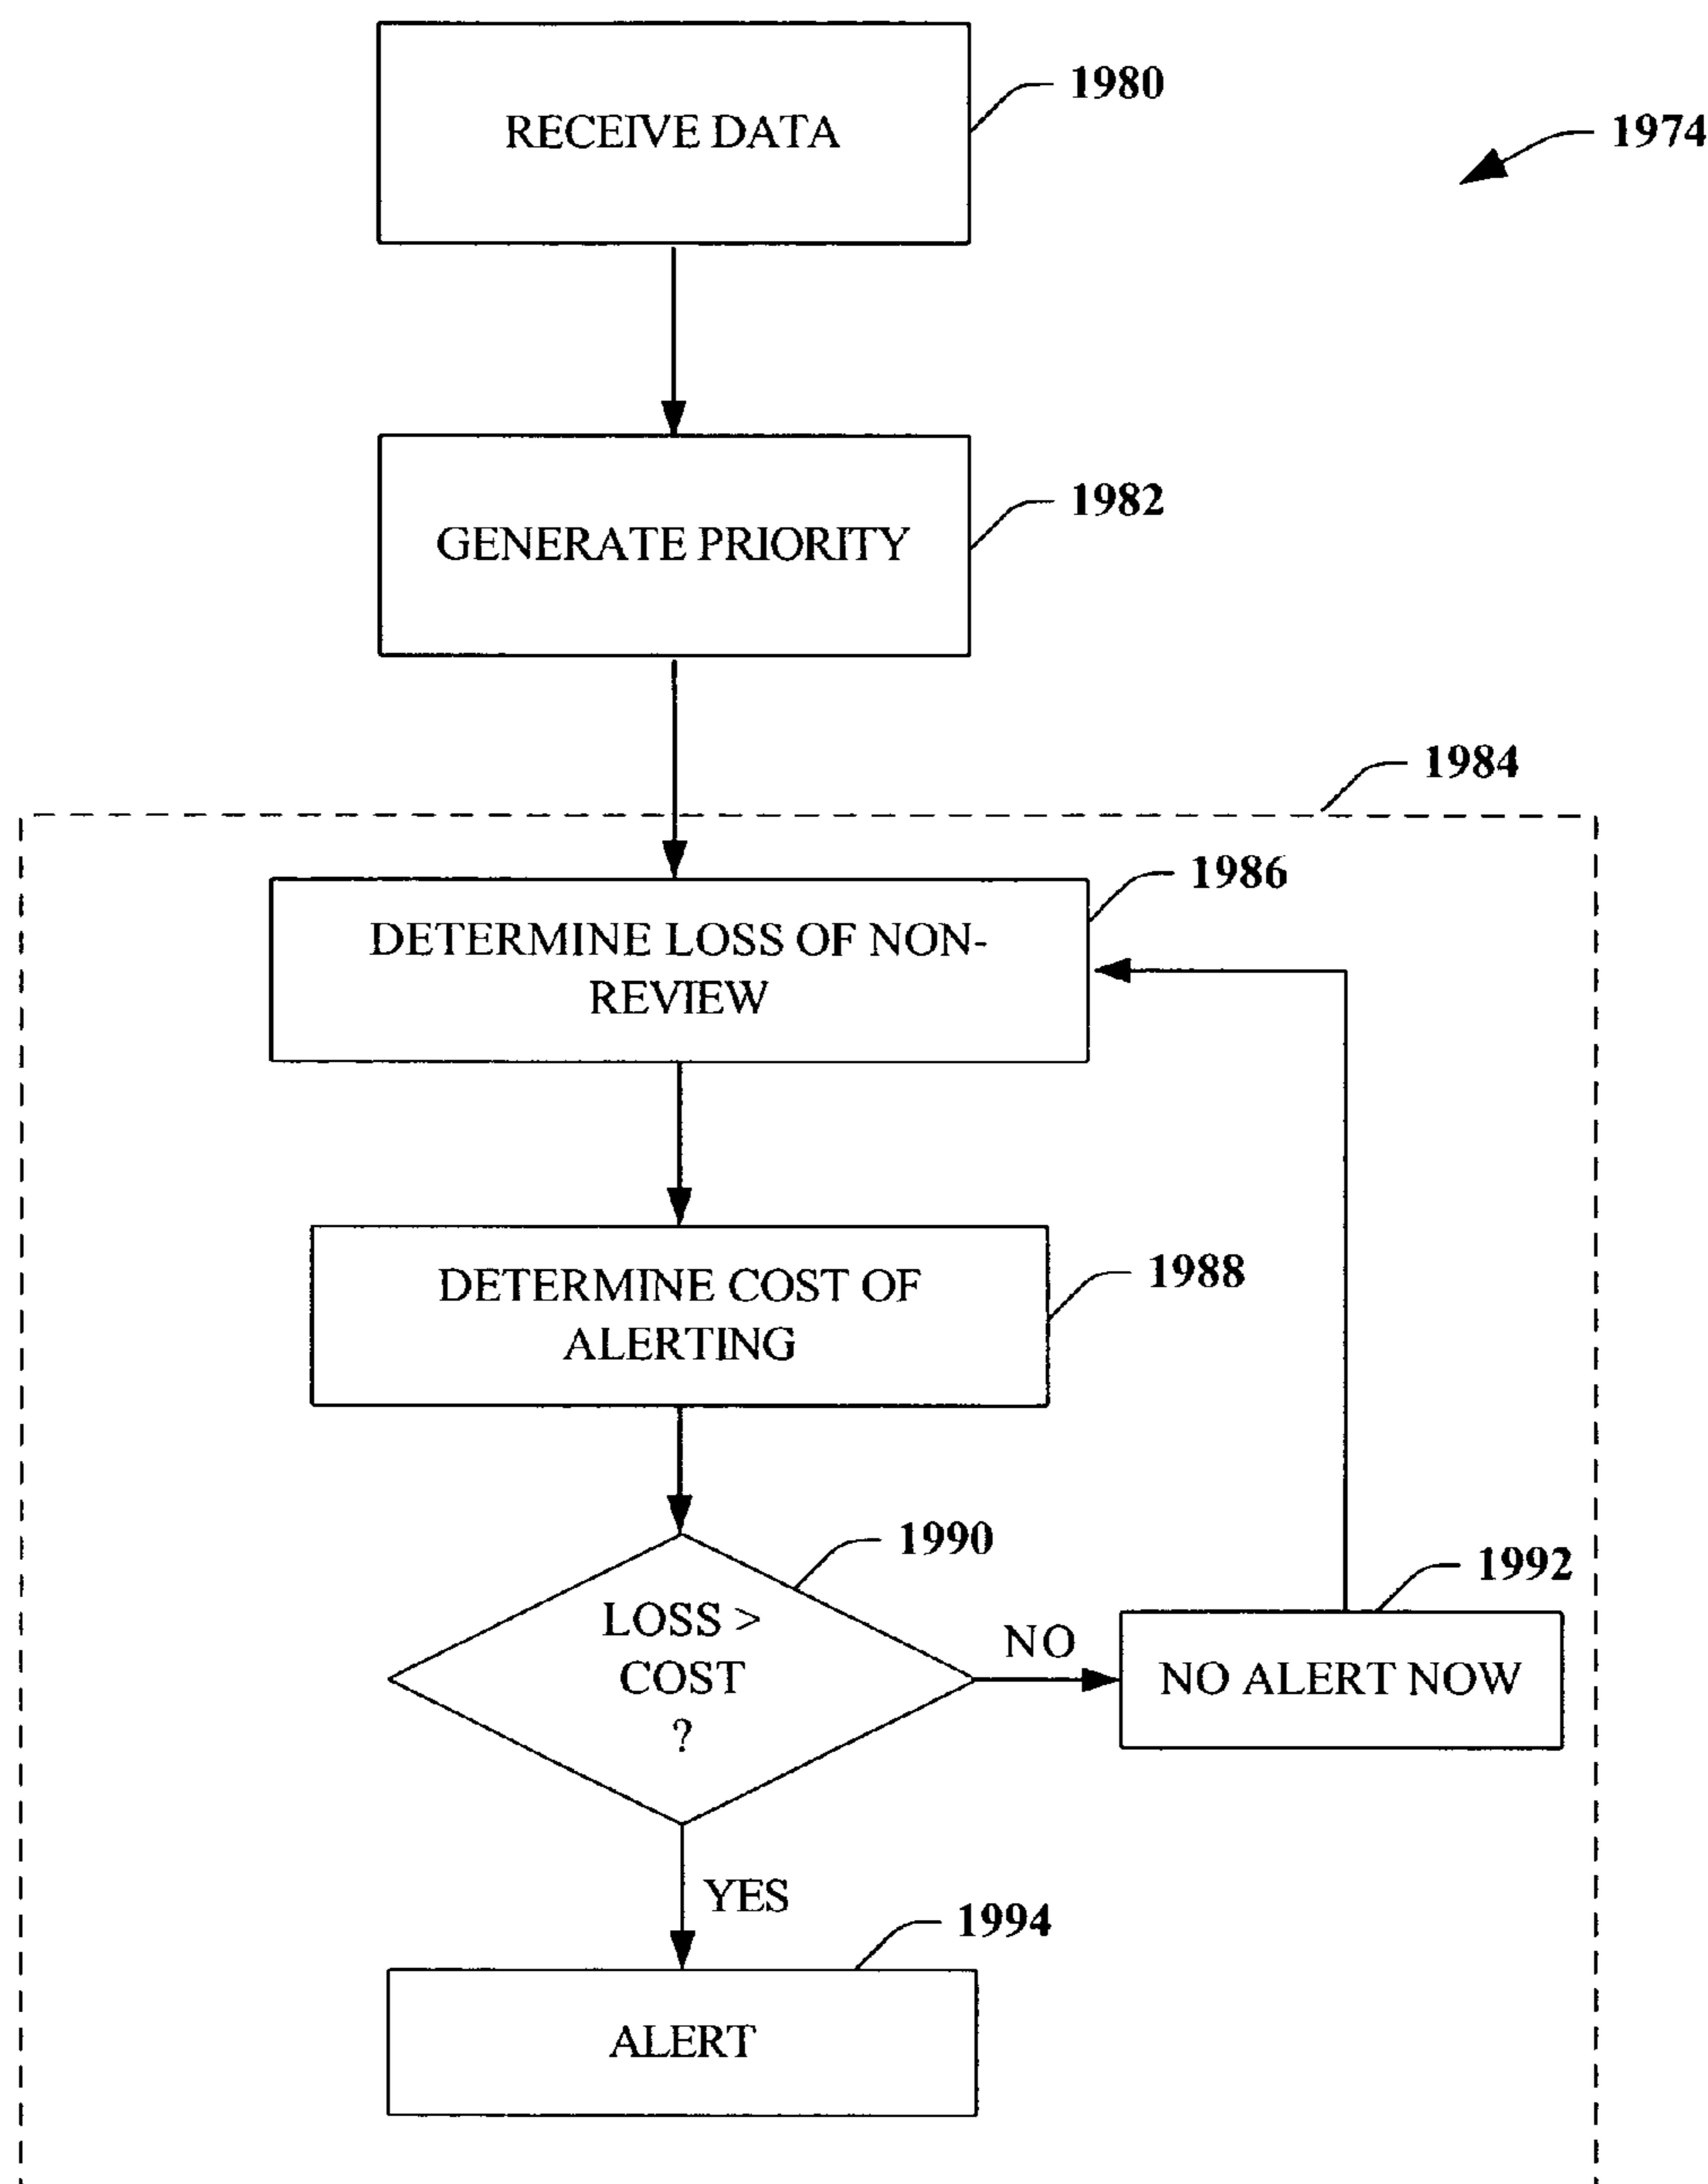 1980
RECEIVE DATA
1974
1982
GENERATE PRIORITY
1984
1986
DETERMINE LOSS OF NON-
REVIEW
1988
DETERMINE COST OF
ALERTING
1990
1992
LOSS >
COST
?
NO
NO ALERT NOW
YES
1994
ALERT